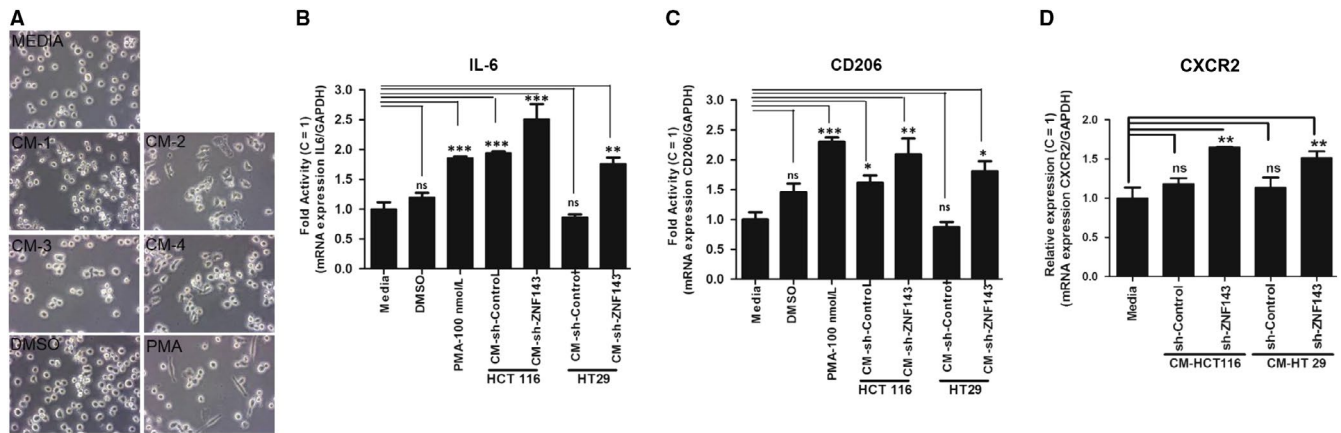 A
MEDIA
CM-1
CM-2
CM-3
CM-4
DMSO
PMA
B
IL-6
Fold Activity (C = 1)
(mRNA expression IL6/GAPDH)
3.0
2.5
2.0
1.5
1.0
0.5
0.0
ns
***
***
***
ns
**
Media
DMSO
PMA-100 nmol/L
CM-sh-Control
CM-sh-ZNF143
CM-sh-Control
CM-sh-ZNF143
HCT 116
HT29
C
CD206
Fold Activity (C = 1)
(mRNA expression CD206/GAPDH)
3.0
2.5
2.0
1.5
1.0
0.5
0.0
ns
***
*
**
ns
*
Media
DMSO
PMA-100 nmol/L
CM-sh-Control
CM-sh-ZNF143
CM-sh-Control
CM-sh-ZNF143
HCT 116
HT29
D
CXCR2
Relative expression (C = 1)
(mRNA expression CXCR2/GAPDH)
2.0
1.5
1.0
0.5
0.0
ns
**
ns
**
Media
sh-Control
sh-ZNF143
sh-Control
sh-ZNF143
CM-HCT116
CM-HT 29